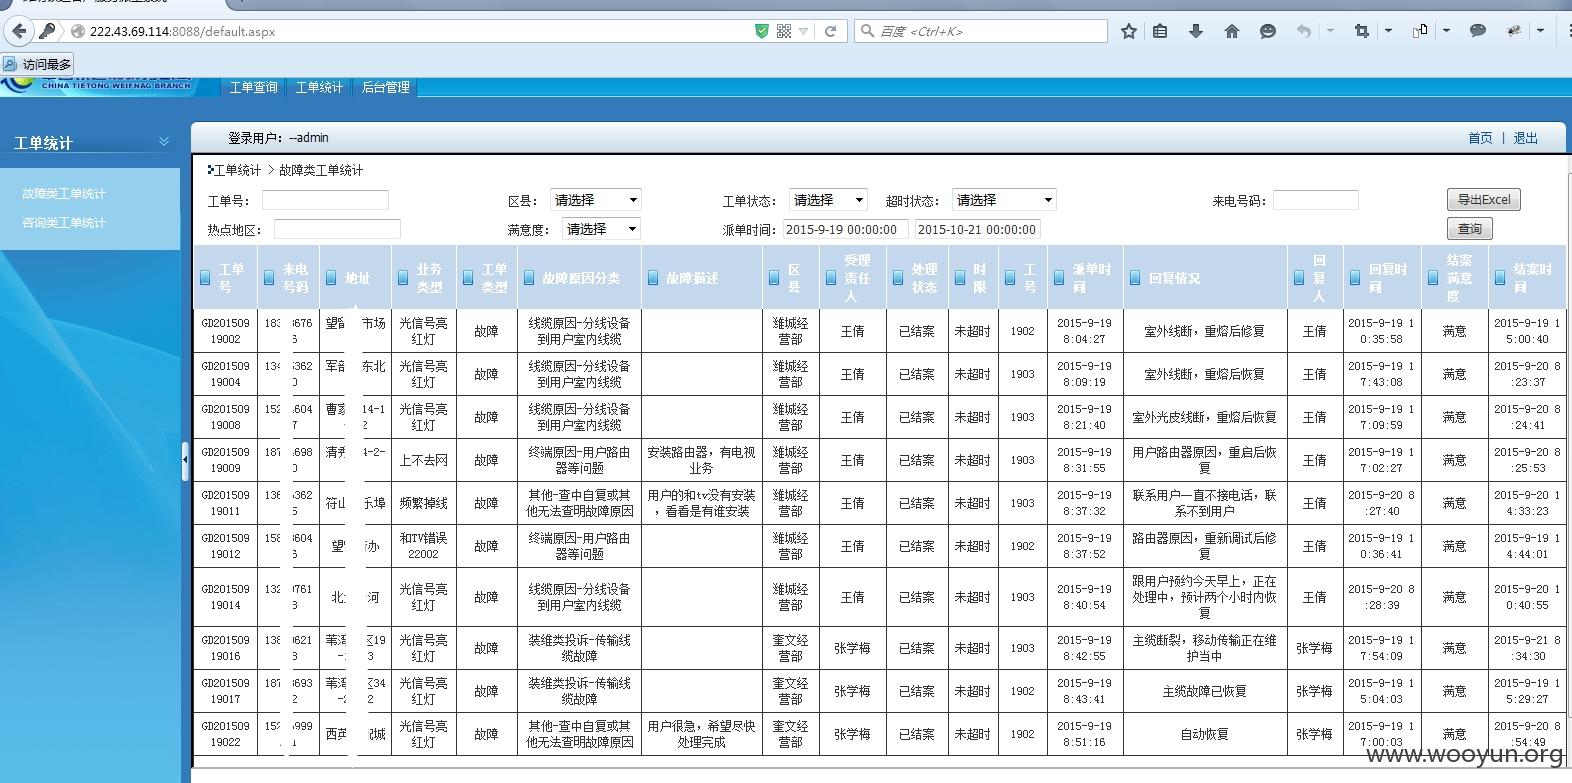 222.43.69.114:8088/default.aspx
百度 <Ctrl+K>
访问最多
CHINA TIETONG WEIFENAG BRANCH
工单查询 工单统计 后台管理
工单统计
故障类工单统计
咨询类工单统计
登录用户：--admin
首页 | 退出
工单统计 > 故障类工单统计
工单号： 区县： 请选择 工单状态： 请选择 超时状态： 请选择 来电号码： 导出Excel
热点地区： 满意度： 请选择 派单时间： 2015-9-19 00:00:00 2015-10-21 00:00:00 查询
工单号 来电号码 地址 业务类型 工单类型 故障原因分类 故障描述 区县 受理责任人 处理状态 时限 工号 派单时间 回复情况 回复人 回复时间 结案满意度 结案时间
GD20150919002 183 3676 6 望留 市场 光信号亮红灯 故障 线缆原因-分线设备到用户室内线缆 潍城经营部 王倩 已结案 未超时 1902 2015-9-19 8:04:27 室外线断，重熔后修复 王倩 2015-9-19 10:35:58 满意 2015-9-19 15:00:40
GD20150919004 134 5362 0 军 东北 光信号亮红灯 故障 线缆原因-分线设备到用户室内线缆 潍城经营部 王倩 已结案 未超时 1903 2015-9-19 8:09:19 室外线断，重熔后恢复 王倩 2015-9-19 17:43:08 满意 2015-9-20 8:23:37
GD20150919008 152 604 7 曹家 14-1 2 光信号亮红灯 故障 线缆原因-分线设备到用户室内线缆 潍城经营部 王倩 已结案 未超时 1903 2015-9-19 8:21:40 室外光皮线断，重熔后恢复 王倩 2015-9-19 17:09:59 满意 2015-9-20 8:24:41
GD20150919009 187 698 0 清 4-2- 上不去网 故障 终端原因-用户路由器等问题 安装路由器，有电视业务 潍城经营部 王倩 已结案 未超时 1903 2015-9-19 8:31:55 用户路由器原因，重启后恢复 王倩 2015-9-19 17:02:27 满意 2015-9-20 8:25:53
GD20150919011 136 362 5 符山 乐埠 频繁掉线 故障 其他-查中自复或其他无法查明故障原因 用户的和tv没有安装，看看是有谁安装 潍城经营部 王倩 已结案 未超时 1903 2015-9-19 8:37:32 联系用户一直不接电话，联系不到用户 王倩 2015-9-20 8:27:40 满意 2015-9-20 14:33:23
GD20150919012 158 604 6 望 办 和TV错误22002 故障 终端原因-用户路由器等问题 潍城经营部 王倩 已结案 未超时 1902 2015-9-19 8:37:52 路由器原因，重新调试后修复 王倩 2015-9-19 10:36:41 满意 2015-9-20 14:44:01
GD20150919014 132 761 8 北 河 光信号亮红灯 故障 线缆原因-分线设备到用户室内线缆 潍城经营部 王倩 已结案 未超时 1903 2015-9-19 8:40:54 跟用户预约今天早上，正在处理中，预计两个小时内恢复 王倩 2015-9-20 8:28:39 满意 2015-9-20 10:40:55
GD20150919016 136 621 3 苇湾 区19 - 3 光信号亮红灯 故障 装维类投诉-传输线缆故障 奎文经营部 张学梅 已结案 未超时 1903 2015-9-19 8:42:55 主缆断裂，移动传输正在维护当中 张学梅 2015-9-19 17:54:09 满意 2015-9-21 8:34:30
GD20150919017 187 693 2 苇湾 区34 -2 2 光信号亮红灯 故障 装维类投诉-传输线缆故障 奎文经营部 张学梅 已结案 未超时 1902 2015-9-19 8:43:41 主缆故障已恢复 张学梅 2015-9-19 15:04:03 满意 2015-9-19 15:29:27
GD20150919022 152 999 1 西 城 光信号亮红灯 故障 其他-查中自复或其他无法查明故障原因 用户很急，希望尽快处理完成 奎文经营部 张学梅 已结案 未超时 1902 2015-9-19 8:51:16 自动恢复 张学梅 2015-9-19 17:00:03 满意 2015-9-20 8:54:49
www.wooyun.org